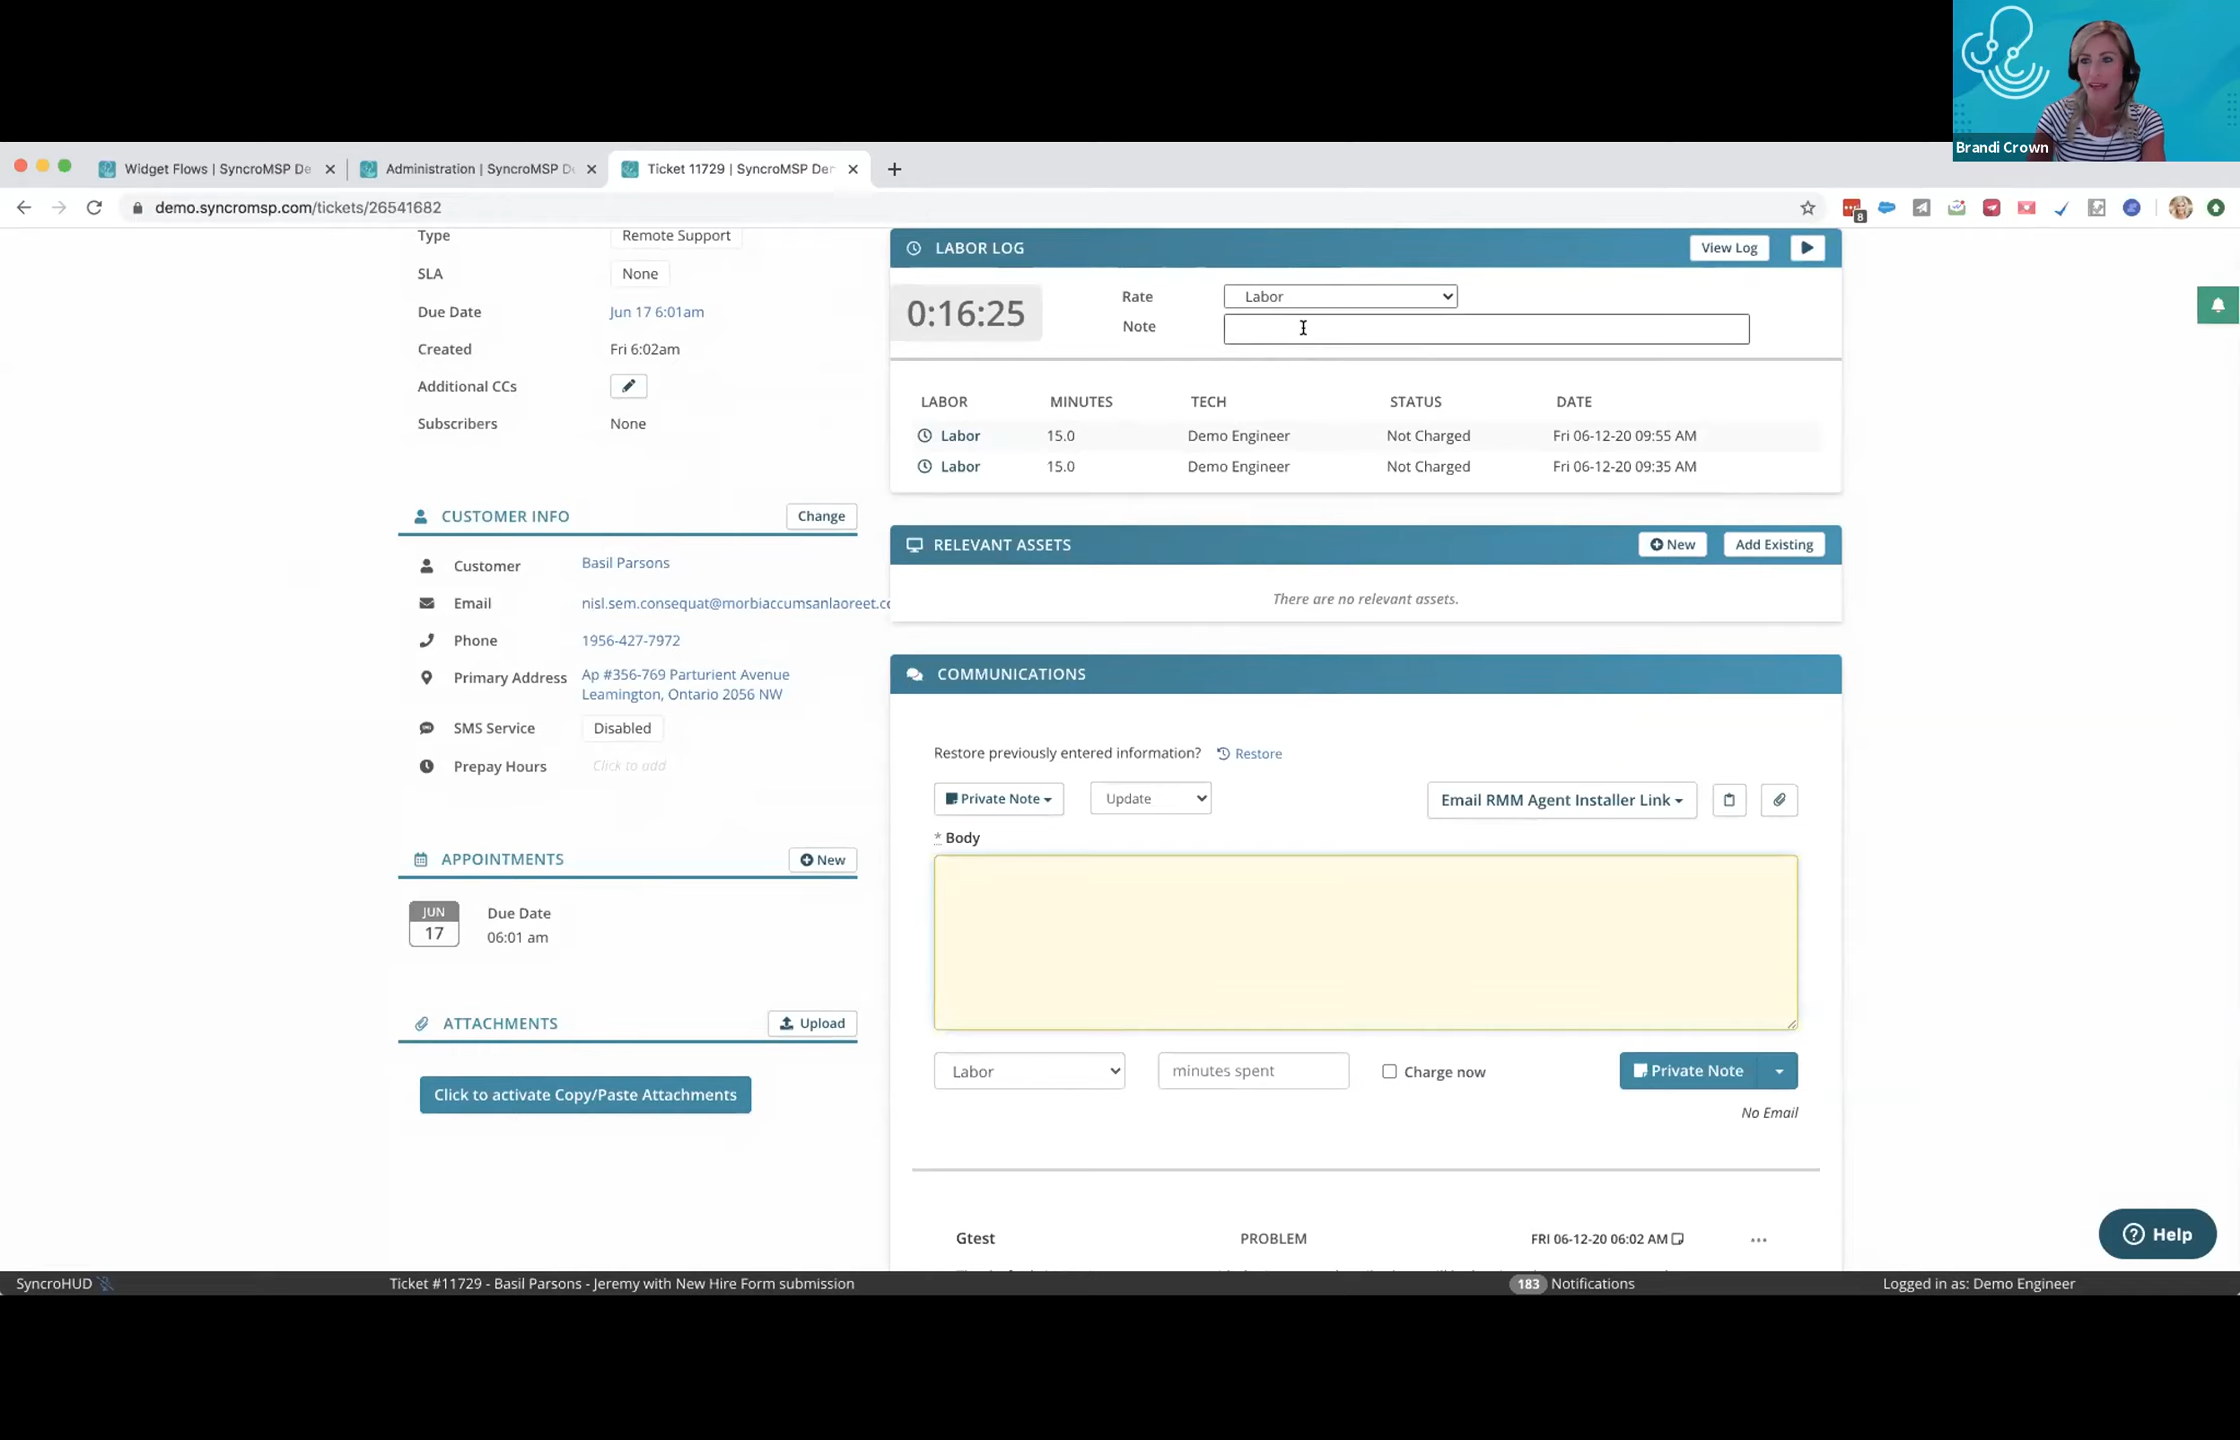 Brandi Crown
Widget Flows | SyncroMSP De
Administration | SyncroMSP De
Ticket 11729 | SyncroMSP Der
demo.syncromsp.com/tickets/26541682
8
Type Remote Support
SLA None
Due Date Jun 17 6:01am
Created Fri 6:02am
Additional CCs
Subscribers None
CUSTOMER INFO Change
Customer Basil Parsons
Email nisl.sem.consequat@morbiaccumsanlaoreet.cc
Phone 1956-427-7972
Primary Address Ap #356-769 Parturient Avenue
Leamington, Ontario 2056 NW
SMS Service Disabled
Prepay Hours Click to add
APPOINTMENTS New
JUN
17
Due Date
06:01 am
ATTACHMENTS Upload
Click to activate Copy/Paste Attachments
LABOR LOG View Log
0:16:25
Rate Labor
Note
LABOR MINUTES TECH STATUS DATE
Labor 15.0 Demo Engineer Not Charged Fri 06-12-20 09:55 AM
Labor 15.0 Demo Engineer Not Charged Fri 06-12-20 09:35 AM
RELEVANT ASSETS New Add Existing
There are no relevant assets.
COMMUNICATIONS
Restore previously entered information? Restore
Private Note Update Email RMM Agent Installer Link
* Body
Labor minutes spent Charge now Private Note
No Email
Gtest PROBLEM FRI 06-12-20 06:02 AM ...
Help
SyncroHUD Ticket #11729 - Basil Parsons - Jeremy with New Hire Form submission 183 Notifications Logged in as: Demo Engineer